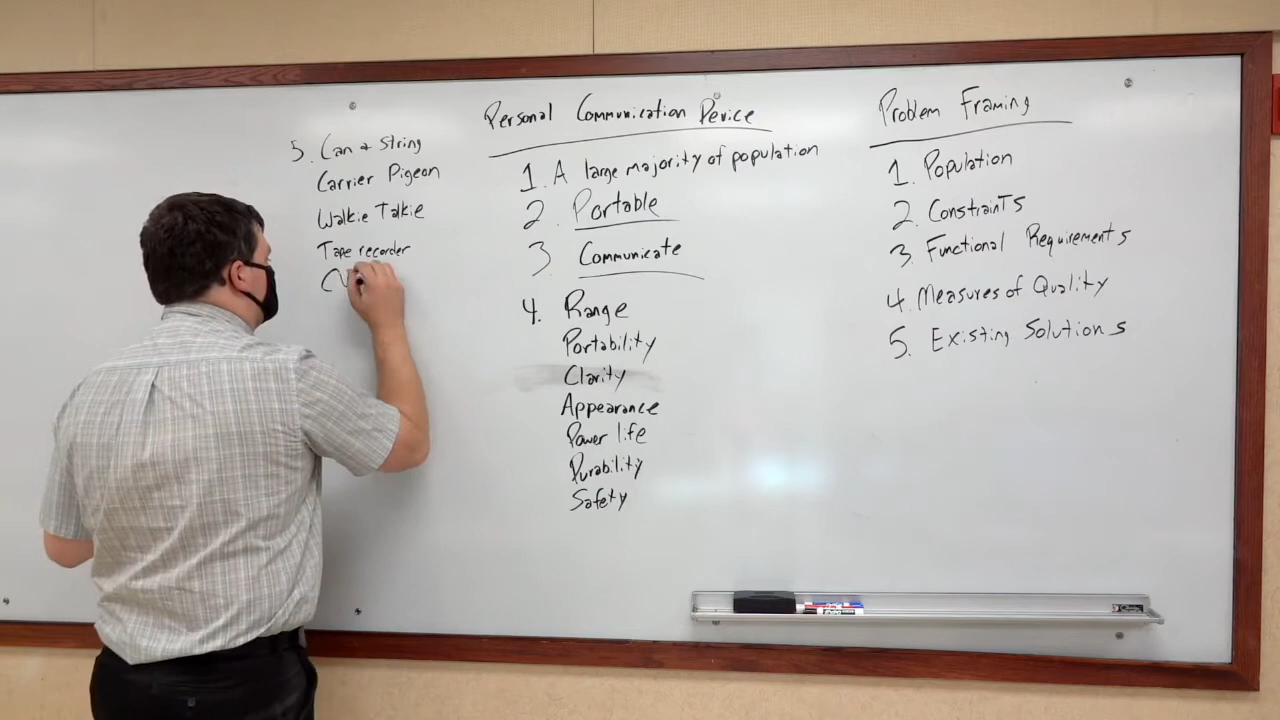 5. Can & String
Carrier Pigeon
Walkie Talkie
Tape recorder
Personal Communication Device
1. A large majority of population
2. Portable
3 Communicate
4. Range
Portability
Clarity
Appearance
Power life
Durability
Safety
Problem Framing
1. Population
2. Constraints
3. Functional Requirements
4. Measures of Quality
5. Existing Solutions